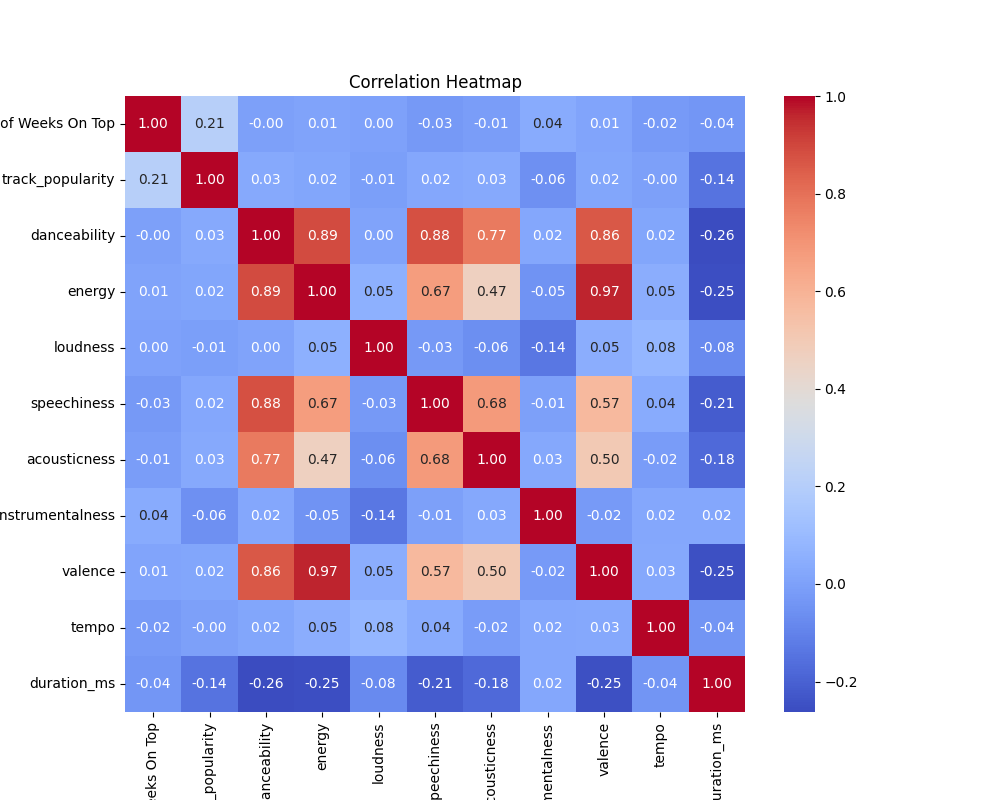 Correlation Heatmap
of Weeks On Top 1.00 0.21 -0.00 0.01 0.00 -0.03 -0.01 0.04 0.01 -0.02 -0.04
track_popularity 0.21 1.00 0.03 0.02 -0.01 0.02 0.03 -0.06 0.02 -0.00 -0.14
danceability -0.00 0.03 1.00 0.89 0.00 0.88 0.77 0.02 0.86 0.02 -0.26
energy 0.01 0.02 0.89 1.00 0.05 0.67 0.47 -0.05 0.97 0.05 -0.25
loudness 0.00 -0.01 0.00 0.05 1.00 -0.03 -0.06 -0.14 0.05 0.08 -0.08
speechiness -0.03 0.02 0.88 0.67 -0.03 1.00 0.68 -0.01 0.57 0.04 -0.21
acousticness -0.01 0.03 0.77 0.47 -0.06 0.68 1.00 0.03 0.50 -0.02 -0.18
nstrumentalness 0.04 -0.06 0.02 -0.05 -0.14 -0.01 0.03 1.00 -0.02 0.02 0.02
valence 0.01 0.02 0.86 0.97 0.05 0.57 0.50 -0.02 1.00 0.03 -0.25
tempo -0.02 -0.00 0.02 0.05 0.08 0.04 -0.02 0.02 0.03 1.00 -0.04
duration_ms -0.04 -0.14 -0.26 -0.25 -0.08 -0.21 -0.18 0.02 -0.25 -0.04 1.00
eeks On Top
_popularity
anceability
energy
loudness
peechiness
cousticness
mentalness
valence
tempo
uration_ms
1.0
0.8
0.6
0.4
0.2
0.0
−0.2